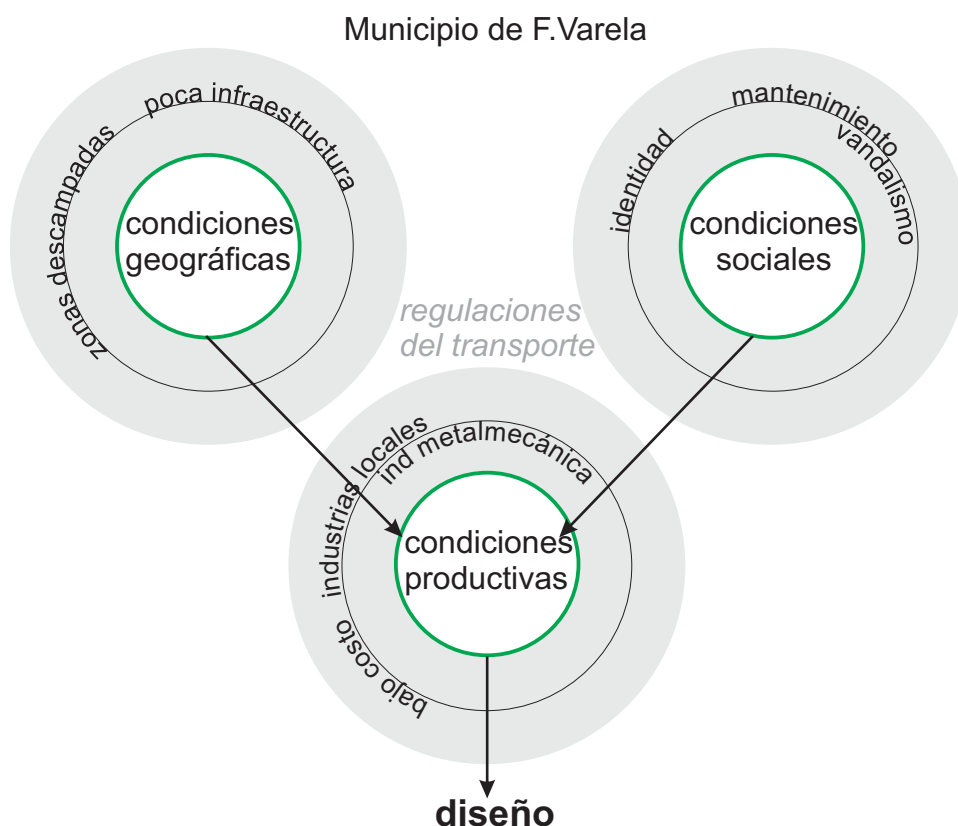 Municipio de F.Varela
poca infraestructura
zonas descampadas
condiciones
geográficas
mantenimiento
vandalismo
identidad
condiciones
sociales
regulaciones
del transporte
industrias locales
ind metalmecánica
bajo costo
condiciones
productivas
diseño